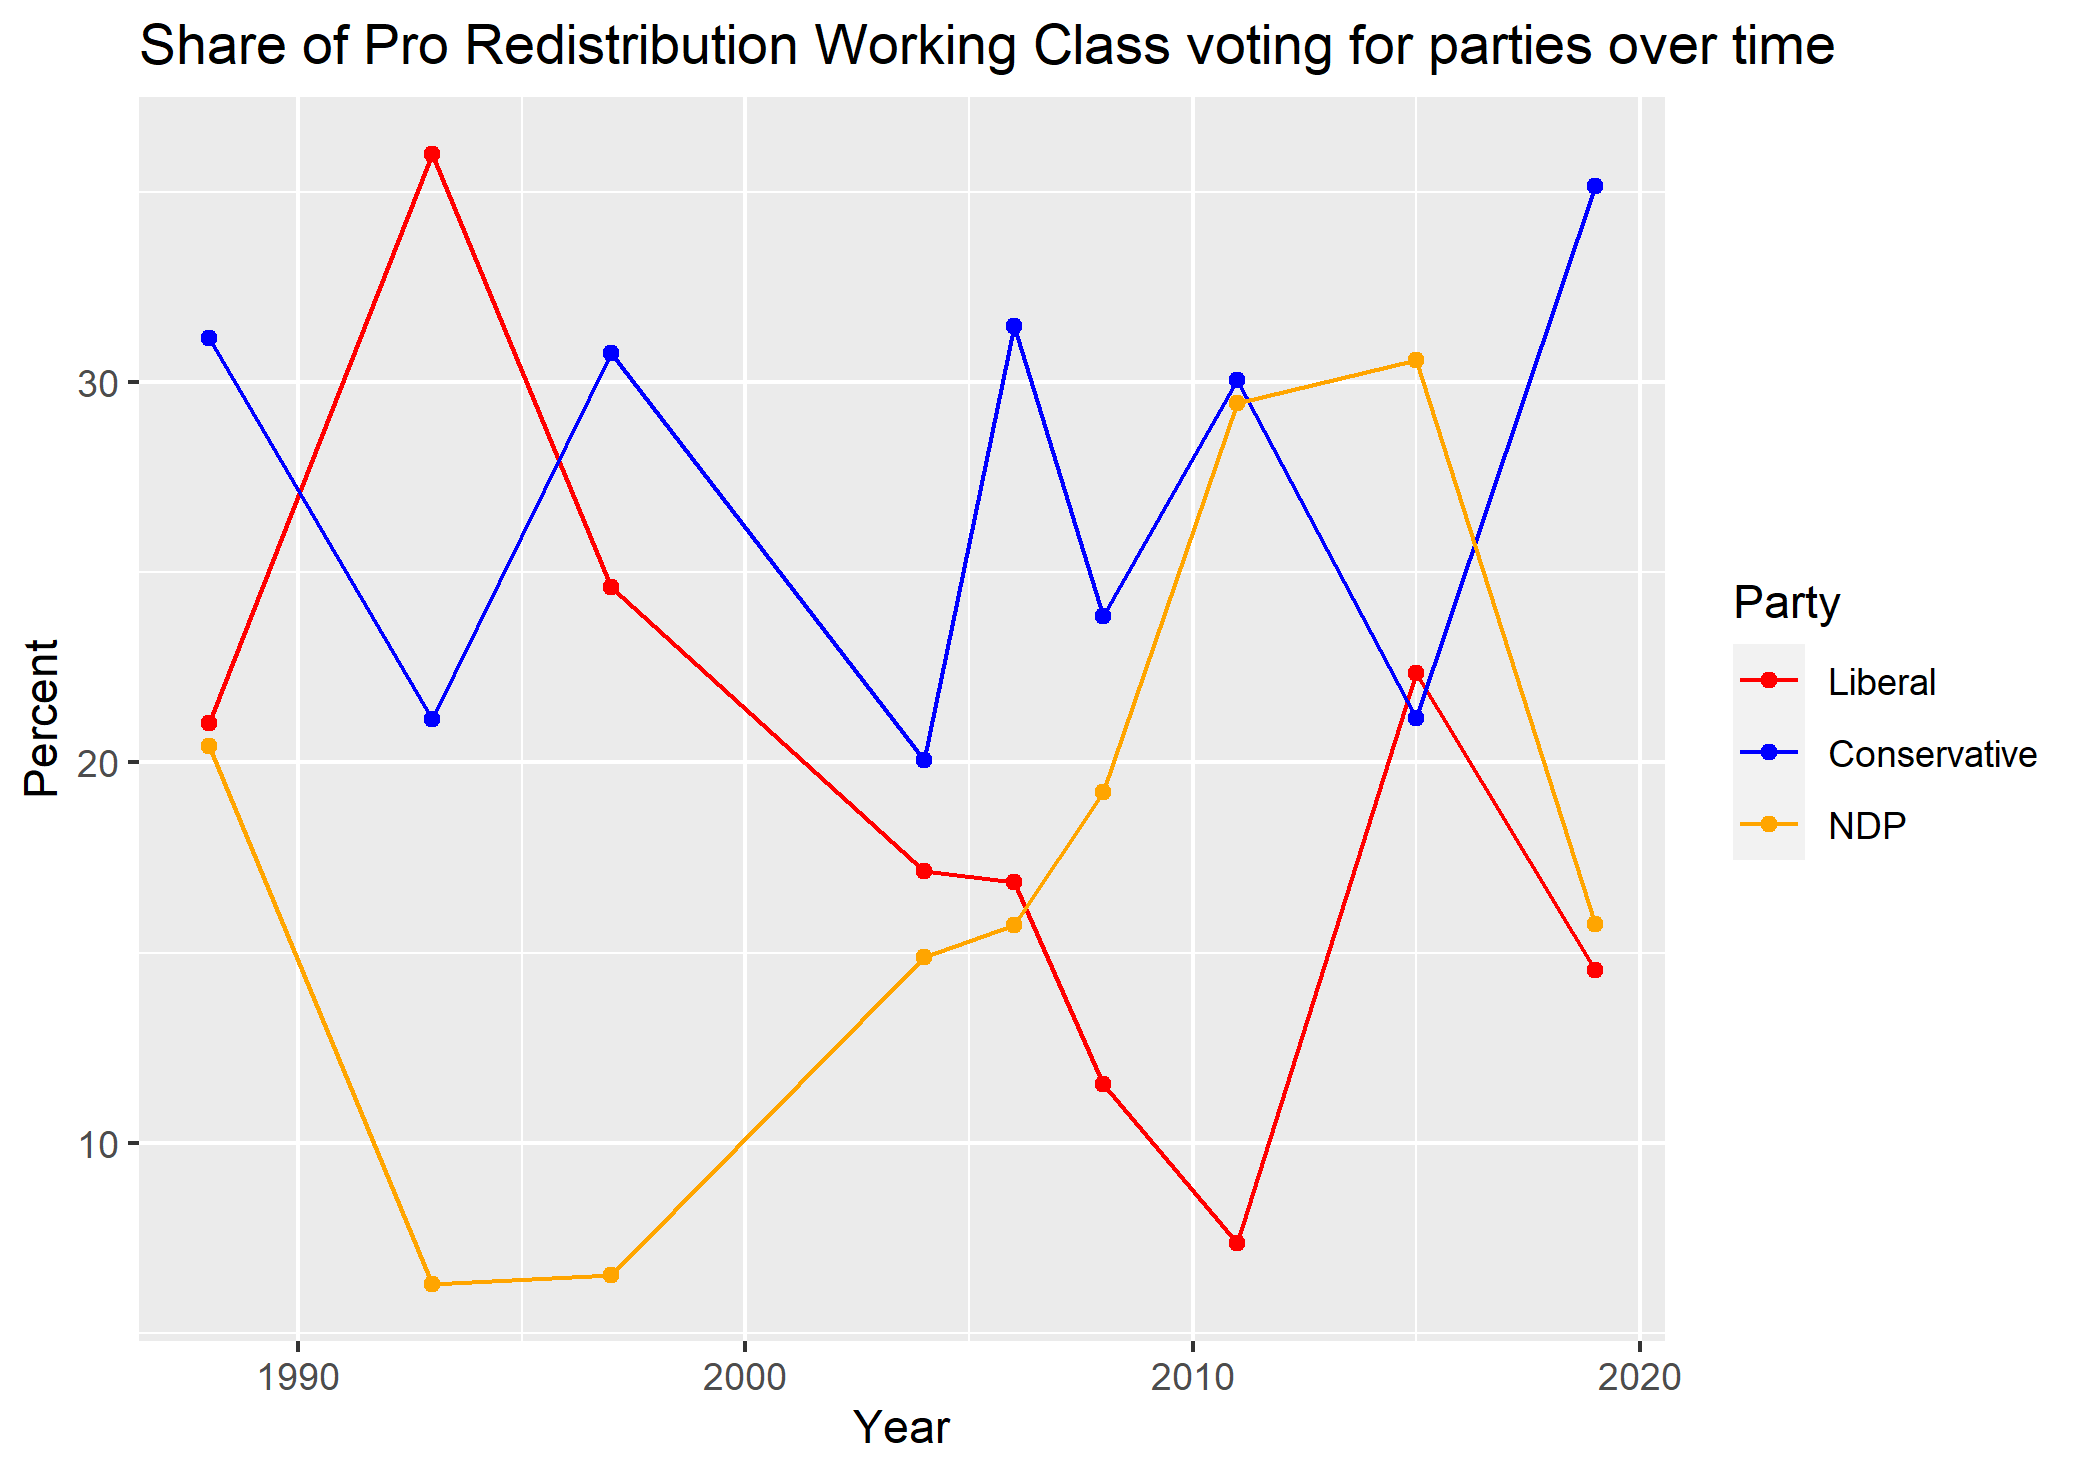 Share of Pro Redistribution Working Class voting for parties over time
Percent
30
20
10
1990 2000 2010 2020
Year
Party
Liberal
Conservative
NDP